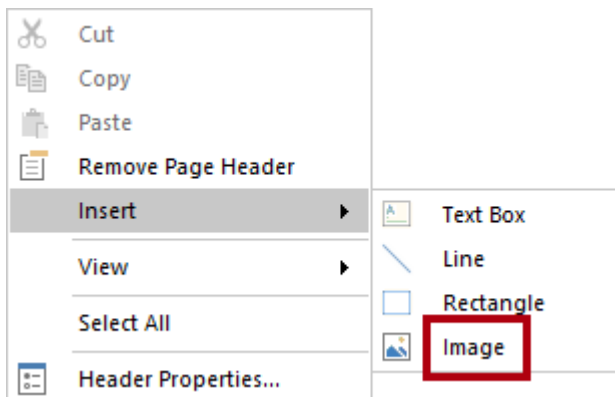 Cut
Copy
Paste
Remove Page Header
Insert
View
Select All
Header Properties...
Text Box
Line
Rectangle
Image